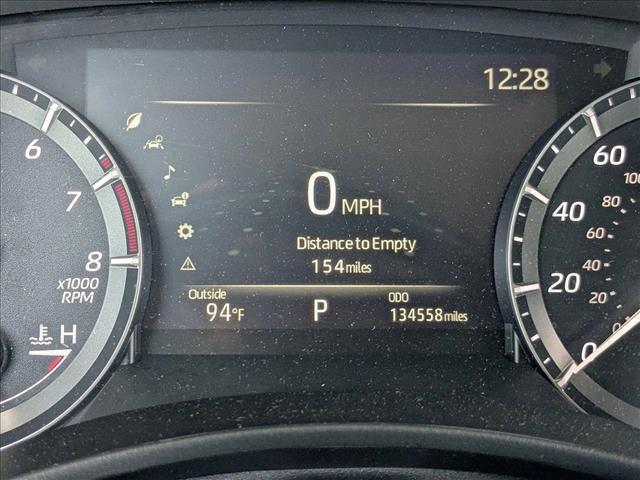 12:28
6
7
8
x1000
RPM
H
0 MPH
Distance to Empty
154 miles
Outside
94°F
P
ODO
134558 miles
60
40
20
0
100
80
60
40
20
0